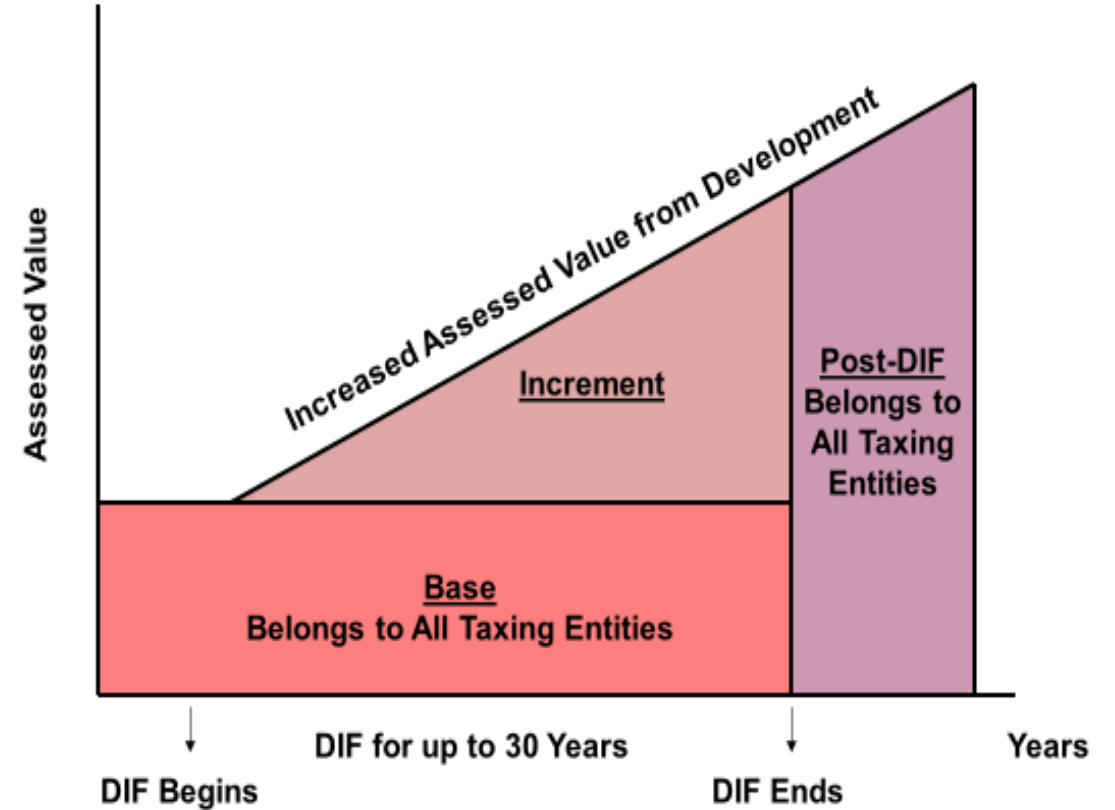 Assessed Value
Increased Assessed Value from Development
Increment
Post-DIF
Belongs to
All Taxing
Entities
Base
Belongs to All Taxing Entities
DIF for up to 30 Years
Years
DIF Begins
DIF Ends